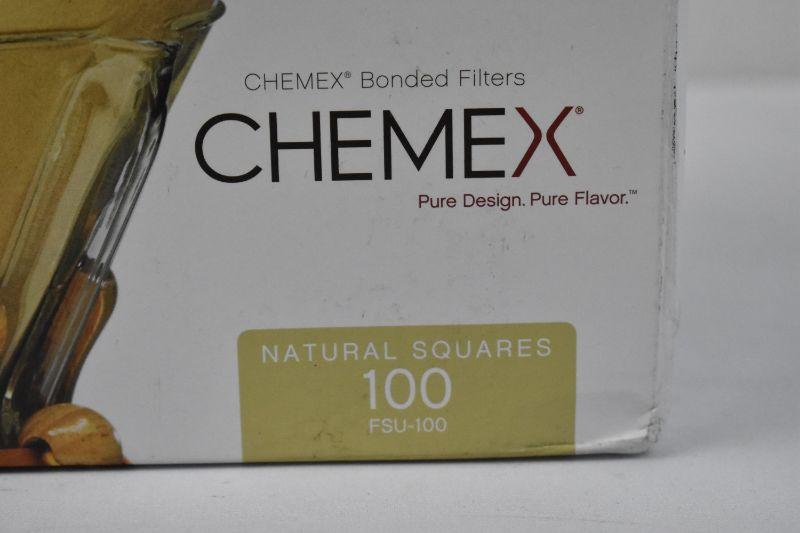 CHEMEX® Bonded Filters
CHEMEX®
Pure Design. Pure Flavor.™
NATURAL SQUARES
100
FSU-100